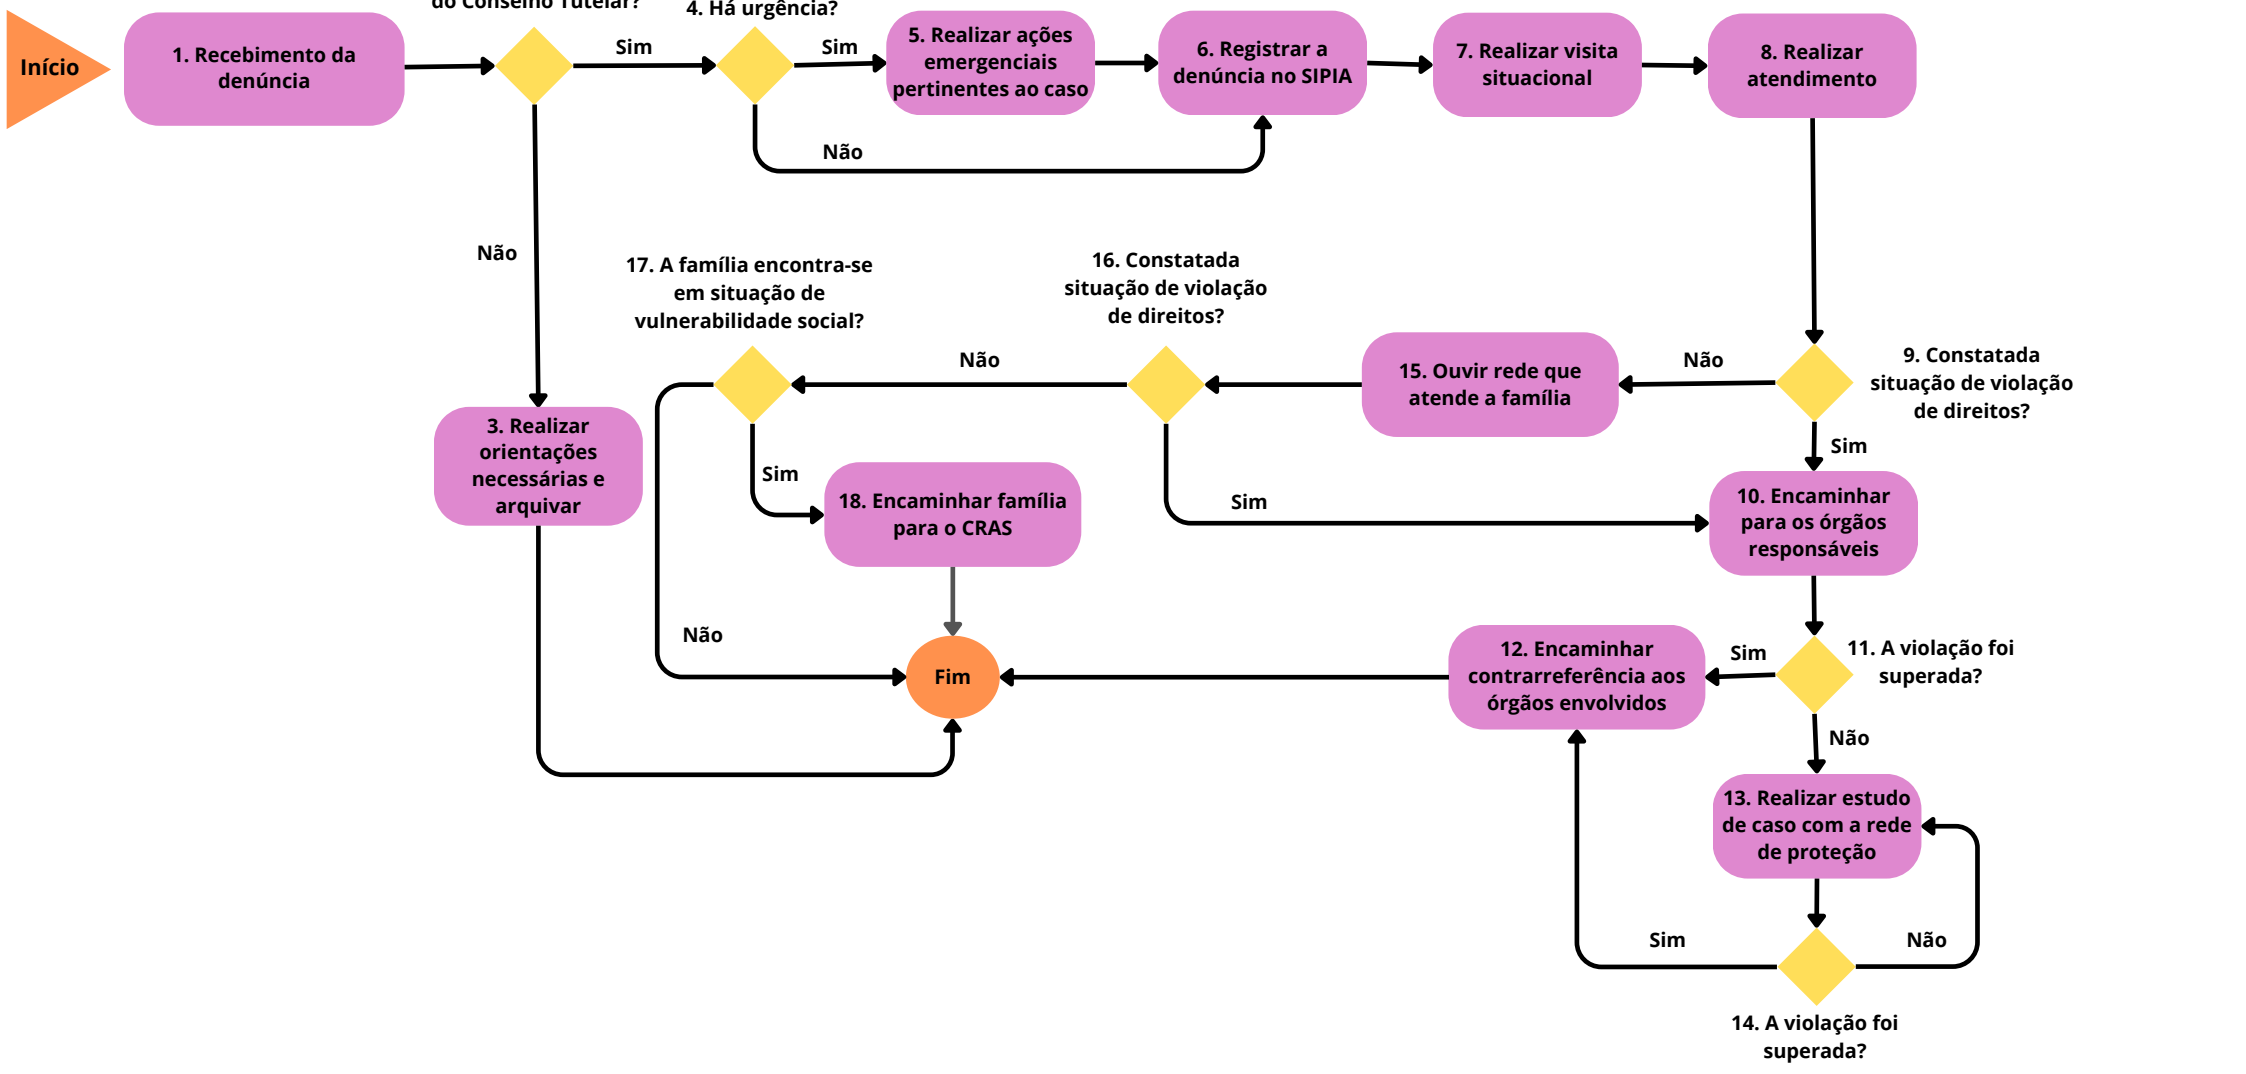 do Conselho Tutelar?
4. Há urgência?
Início
1. Recebimento da
denúncia
Sim
Sim
5. Realizar ações
emergenciais
pertinentes ao caso
6. Registrar a
denúncia no SIPIA
7. Realizar visita
situacional
8. Realizar
atendimento
Não
Não
17. A família encontra-se
em situação de
vulnerabilidade social?
16. Constatada
situação de violação
de direitos?
Não
15. Ouvir rede que
atende a família
Não
9. Constatada
situação de violação
de direitos?
3. Realizar
orientações
necessárias e
arquivar
Sim
18. Encaminhar família
para o CRAS
Sim
Sim
10. Encaminhar
para os órgãos
responsáveis
Não
Fim
12. Encaminhar
contrarreferência aos
órgãos envolvidos
Sim
11. A violação foi
superada?
Não
13. Realizar estudo
de caso com a rede
de proteção
Sim
Não
14. A violação foi
superada?